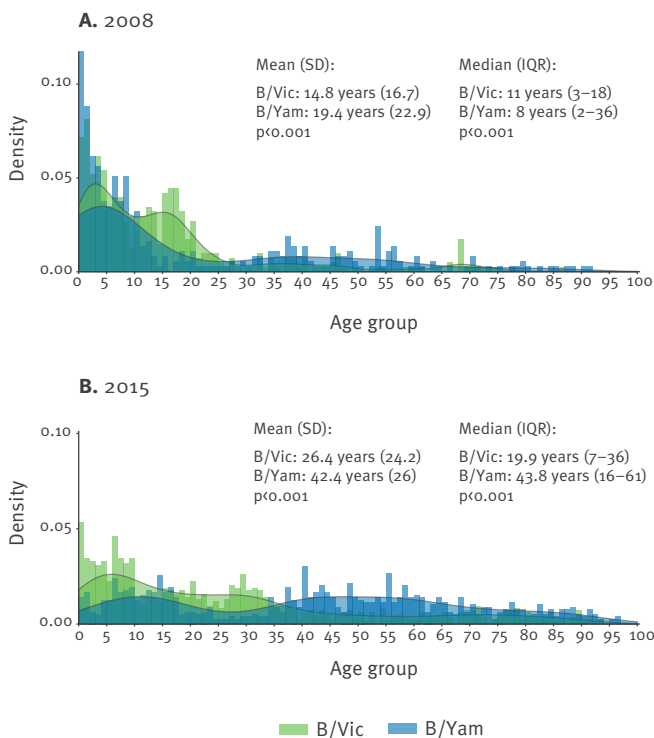 A. 2008
Mean (SD):
B/Vic: 14.8 years (16.7)
B/Yam: 19.4 years (22.9)
p<0.001
Median (IQR):
B/Vic: 11 years (3–18)
B/Yam: 8 years (2–36)
p<0.001
Density
0.10
0.05
0.00
0 5 10 15 20 25 30 35 40 45 50 55 60 65 70 75 80 85 90 95 100
Age group
B. 2015
Mean (SD):
B/Vic: 26.4 years (24.2)
B/Yam: 42.4 years (26)
p<0.001
Median (IQR):
B/Vic: 19.9 years (7–36)
B/Yam: 43.8 years (16–61)
p<0.001
Density
0.10
0.05
0.00
0 5 10 15 20 25 30 35 40 45 50 55 60 65 70 75 80 85 90 95 100
Age group
B/Vic B/Yam